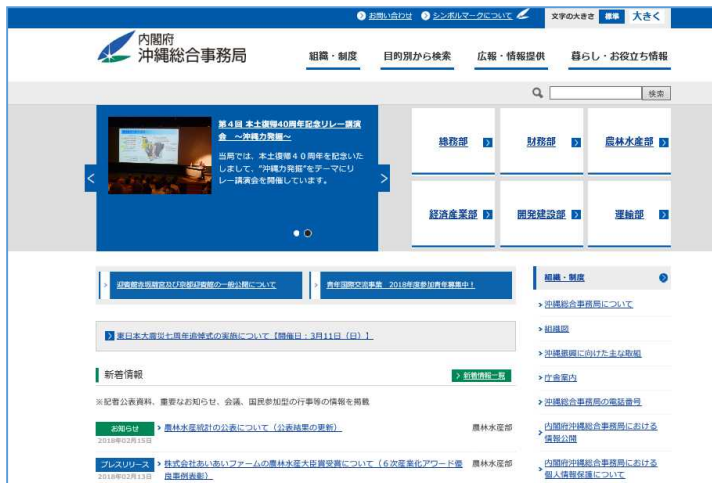 お問い合わせ シンボルマークについて 文字の大きさ 標準 大きく
内閣府
沖縄総合事務局
組織・制度 目的別から検索 広報・情報提供 暮らし・お役立ち情報
検索
第4回 本土復帰40周年記念リレー講演
会 ～沖縄力発掘～
当局では、本土復帰４０周年を記念いた
しまして、"沖縄力発掘"をテーマにリ
レー講演会を開催しています。
総務部 財務部 農林水産部
経済産業部 開発建設部 運輸部
迎賓館赤坂離宮及び京都迎賓館の一般公開について
青年国際交流事業 2018年度参加青年募集中！
東日本大震災七周年追悼式の実施について【開催日：3月11日（日）】
新着情報 新着情報一覧
※記者公表資料、重要なお知らせ、会議、国民参加型の行事等の情報を掲載
お知らせ 農林水産統計の公表について（公表結果の更新） 農林水産部
2018年02月15日
プレスリリース 株式会社あいあいファームの農林水産大臣賞受賞について（６次産業化アワード優 農林水産部
2018年02月13日 良事例表彰）
組織・制度
沖縄総合事務局について
組織図
沖縄振興に向けた主な取組
庁舎案内
沖縄総合事務局の電話番号
内閣府沖縄総合事務局における
情報公開
内閣府沖縄総合事務局における
個人情報保護について